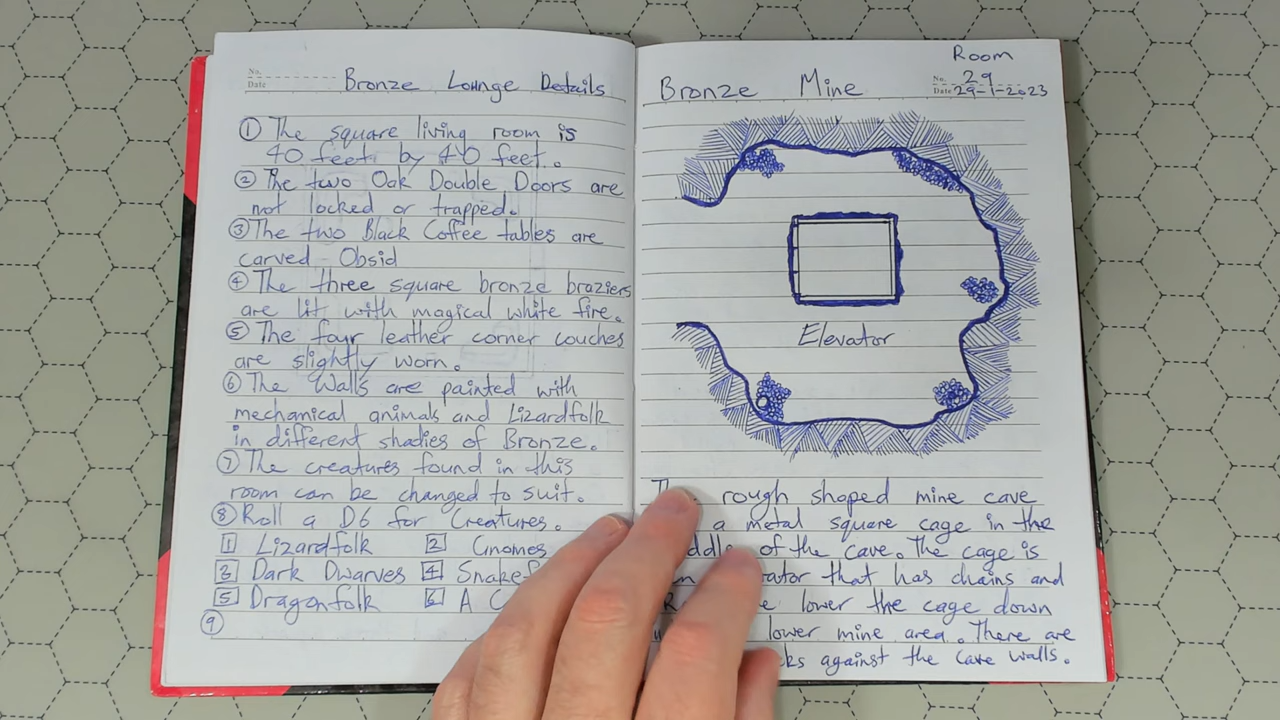 No.
Date
Bronze Lounge Details
① The square living room is
40 feet by 40 feet.
② The two Oak Double Doors are
not locked or trapped.
③ The two Black Coffee tables are
carved Obsid
④ The three square bronze braziers
are lit with magical white fire.
⑤ The four leather corner couches
are slightly worn.
⑥ The Walls are painted with
mechanical animals and Lizardfolk
in different shadies of Bronze.
⑦ The creatures found in this
room can be changed to suit.
⑧ Roll a D6 for Creatures.
1 Lizardfolk 2 Gnomes
3 Dark Dwarves 4 Snakef
5 Dragonfolk 6 A C
⑨
Room
Bronze Mine No. 29
Date 29-1-2023
Elevator
rough shaped mine cave
a metal square cage in the
of the cave. The cage is
that has chains and
lower the cage down
lower mine area. There are
against the cave walls.